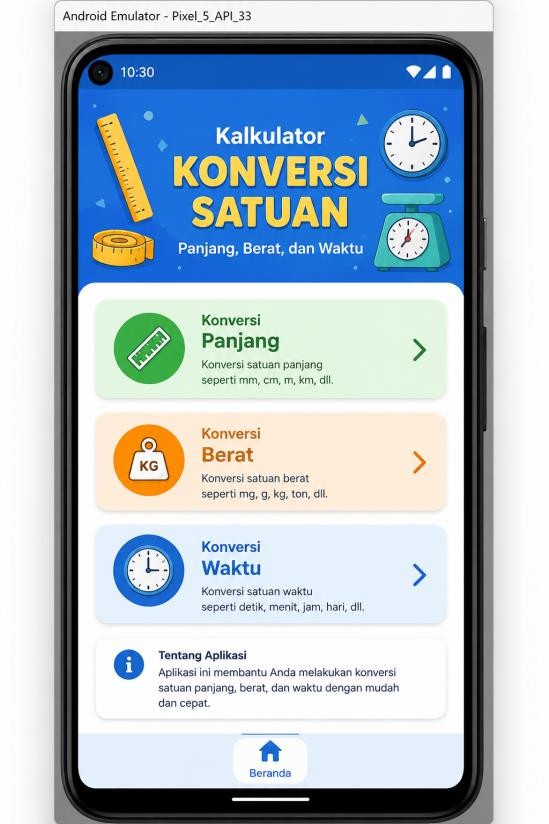 Android Emulator - Pixel_5_API_33
10:30
Kalkulator
KONVERSI
SATUAN
Panjang, Berat, dan Waktu
Konversi
Panjang
Konversi satuan panjang
seperti mm, cm, m, km, dll.
KG
Konversi
Berat
Konversi satuan berat
seperti mg, g, kg, ton, dll.
Konversi
Waktu
Konversi satuan waktu
seperti detik, menit, jam, hari, dll.
Tentang Aplikasi
Aplikasi ini membantu Anda melakukan konversi
satuan panjang, berat, dan waktu dengan mudah
dan cepat.
Beranda